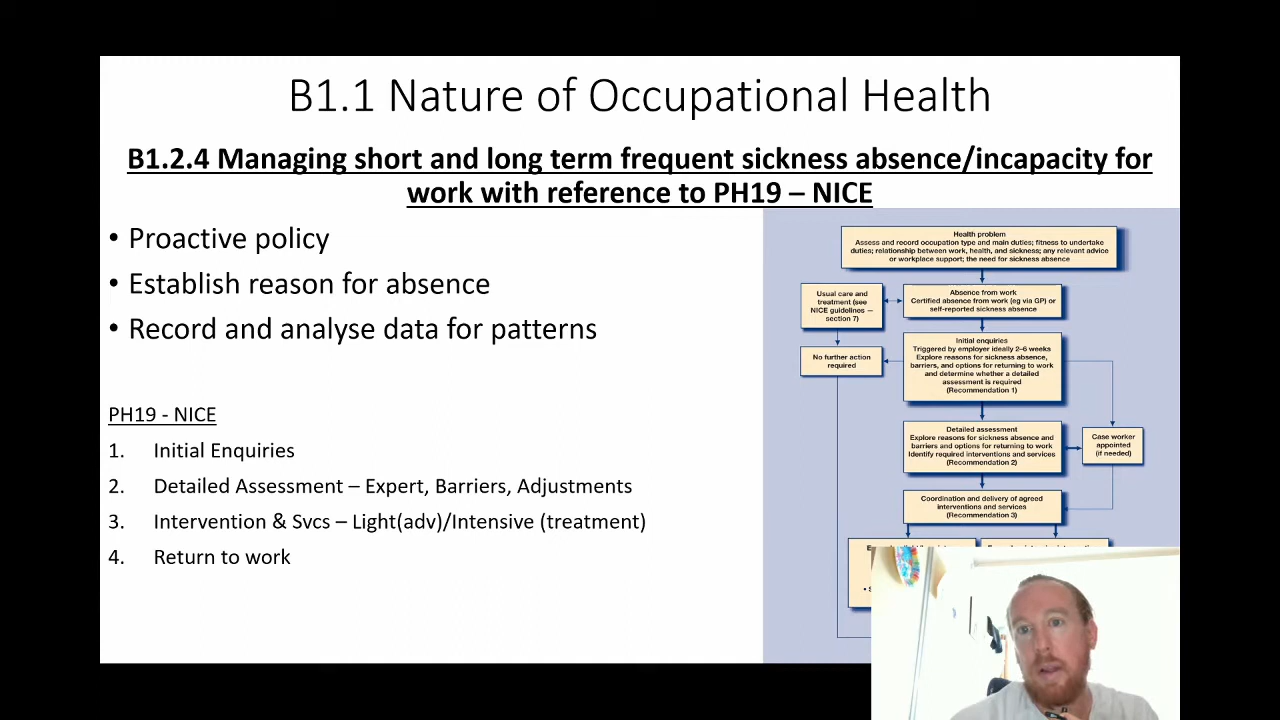 B1.1 Nature of Occupational Health
B1.2.4 Managing short and long term frequent sickness absence/incapacity for
work with reference to PH19 – NICE
• Proactive policy
• Establish reason for absence
• Record and analyse data for patterns
PH19 - NICE
1. Initial Enquiries
2. Detailed Assessment – Expert, Barriers, Adjustments
3. Intervention & Svcs – Light(adv)/Intensive (treatment)
4. Return to work
Health problem
Assess and record occupation type and main duties; fitness to undertake
duties; relationship between work, health, and sickness; any relevant advice
or workplace support; the need for sickness absence
Usual care and
treatment (see
NICE guidelines —
section 7)
Absence from work
Certified absence from work (eg via GP) or
self-reported sickness absence
No further action
required
Initial enquiries
Triggered by employer ideally 2–6 weeks
Explore reasons for sickness absence,
barriers, and options for returning to work
and determine whether a detailed
assessment is required
(Recommendation 1)
Detailed assessment
Explore reasons for sickness absence and
barriers and options for returning to work
Identify required interventions and services
(Recommendation 2)
Case worker
appointed
(if needed)
Coordination and delivery of agreed
interventions and services
(Recommendation 3)